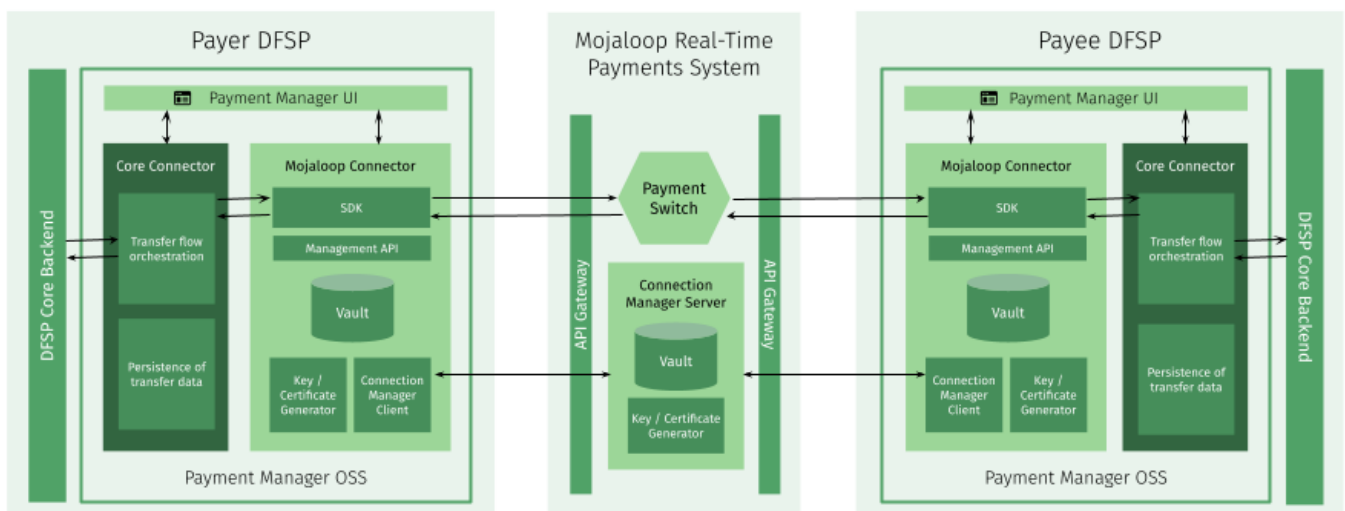 Payer DFSP
DFSP Core Backend
Payment Manager UI
Core Connector
Transfer flow
orchestration
Persistence of
transfer data
Mojaloop Connector
SDK
Management API
Vault
Key /
Certificate
Generator
Connection
Manager
Client
Payment Manager OSS
Mojaloop Real-Time
Payments System
API Gateway
Payment
Switch
Connection
Manager Server
Vault
Key / Certificate
Generator
API Gateway
Payee DFSP
Payment Manager UI
Mojaloop Connector
SDK
Management API
Vault
Connection
Manager
Client
Key /
Certificate
Generator
Core Connector
Transfer flow
orchestration
Persistence of
transfer data
DFSP Core Backend
Payment Manager OSS